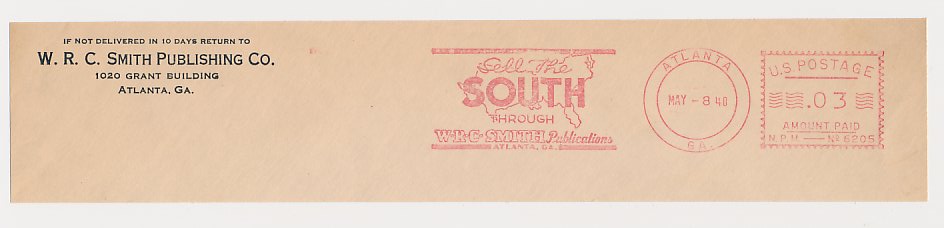 IF NOT DELIVERED IN 10 DAYS RETURN TO
W. R. C. SMITH PUBLISHING CO.
1020 GRANT BUILDING
ATLANTA, GA.
Sell The
SOUTH
THROUGH
W·R·C· SMITH Publications
ATLANTA, GA.
ATLANTA
MAY - 8 40
GA.
U.S. POSTAGE
.03
AMOUNT PAID
N.P.M. No 6205